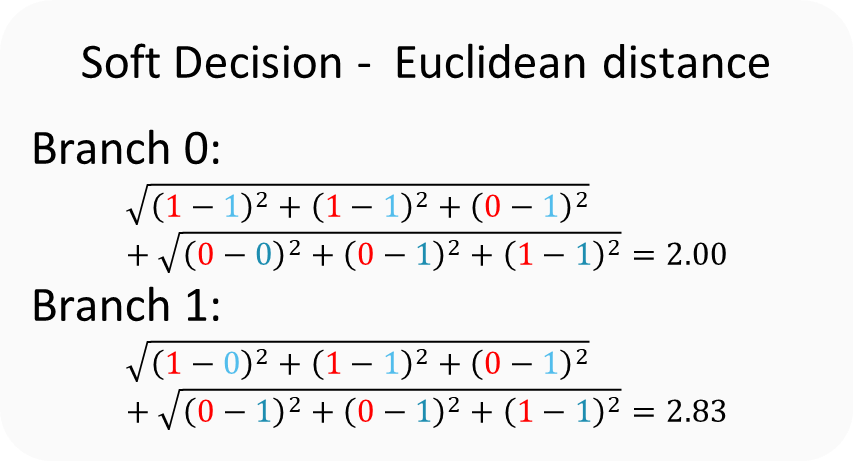 Soft Decision - Euclidean distance
Branch 0:
√(1 − 1)² + (1 − 1)² + (0 − 1)²
+ √(0 − 0)² + (0 − 1)² + (1 − 1)² = 2.00
Branch 1:
√(1 − 0)² + (1 − 1)² + (0 − 1)²
+ √(0 − 1)² + (0 − 1)² + (1 − 1)² = 2.83